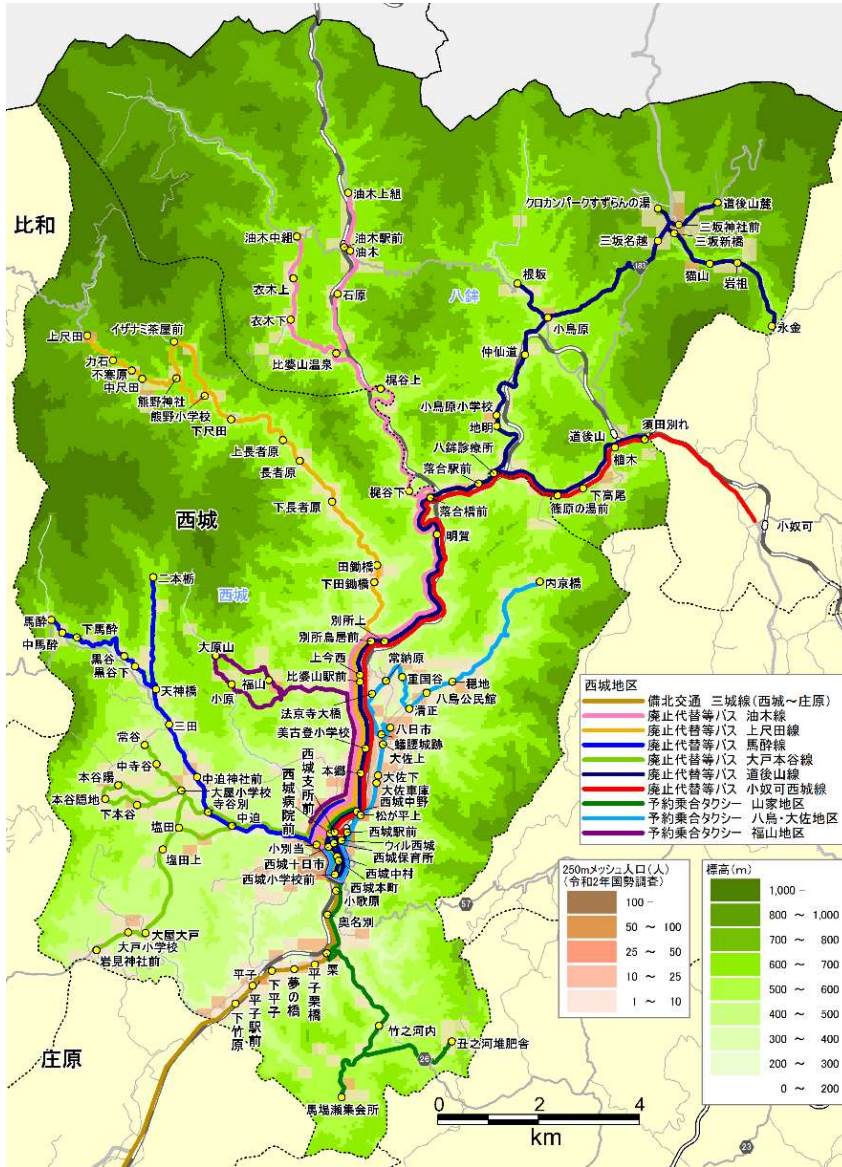 比和
油木上組
油木中組
油木駅前
油木
衣木上
石原
衣木下
比婆山温泉
梶谷上
梶谷下
八鉾
クロカンパークすずらんの湯
道後山麓
三坂神社前
三坂新橋
三坂名越
183
猫山
岩祖
永金
根坂
小鳥原
仲仙道
小鳥原小学校
地明
八鉾診療所
落合駅前
落合橋前
明賀
道後山
須田別れ
植木
下高尾
篠原の湯前
小奴可
イザナミ茶屋前
上尺田
力石
不寒原
中尺田
熊野神社
熊野小学校
下尺田
上長者原
長者原
下長者原
西城
田鋤橋
下田鋤橋
西城
二本栃
馬酔
下馬酔
中馬酔
黒谷
黒谷下
天神橋
三田
大原山
福山
小原
別所上
別所鳥居前
上今西
比婆山駅前
法京寺大橋
美古登小学校
常納原
重国谷
穏地
八鳥公民館
清正
内京橋
八日市
蟠腰城跡
大佐上
大佐下
大佐車庫
本郷
西城支所前
西城病院前
西城中野
松が平上
西城駅前
ウィル西城
西城保育所
西城中村
西城本町
小別当
西城十日市
西城小学校前
小歌原
奥名別
常谷
中寺谷
本谷陽
本谷隠地
下本谷
大屋小学校
中迫神社前
寺谷別
中迫
塩田
塩田上
大屋大戸
大戸小学校
岩見神社前
57
栗
平子栗橋
夢の橋
下平子
平子
平子駅前
下竹原
竹之河内
丑之河堆肥舎
26
馬場瀬集会所
庄原
23
西城地区
備北交通 三城線(西城~庄原)
廃止代替等バス 油木線
廃止代替等バス 上尺田線
廃止代替等バス 馬酔線
廃止代替等バス 大戸本谷線
廃止代替等バス 道後山線
廃止代替等バス 小奴可西城線
予約乗合タクシー 山家地区
予約乗合タクシー 八鳥・大佐地区
予約乗合タクシー 福山地区
250mメッシュ人口(人)
(令和2年国勢調査)
100 -
50 ~ 100
25 ~ 50
10 ~ 25
1 ~ 10
標高(m)
1,000 -
800 ~ 1,000
700 ~ 800
600 ~ 700
500 ~ 600
400 ~ 500
300 ~ 400
200 ~ 300
0 ~ 200
0 2 4
km